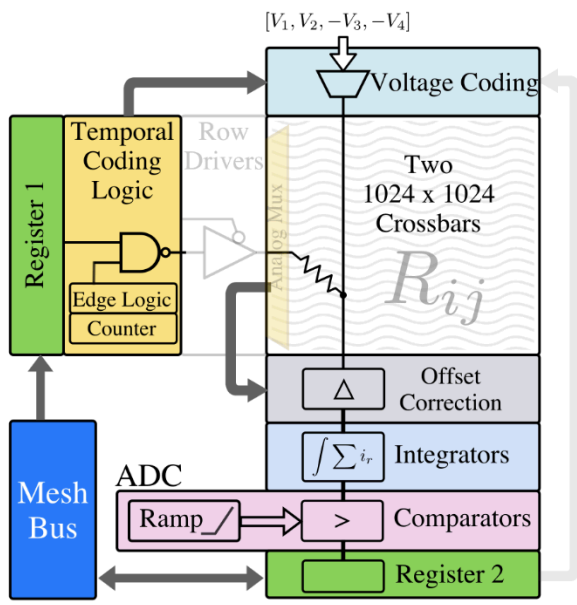 [V₁, V₂, −V₃, −V₄]
Voltage Coding
Register 1
Temporal
Coding
Logic
Edge Logic
Counter
Row
Drivers
Analog Mux
Two
1024 x 1024
Crossbars
Rᵢⱼ
Δ
Offset
Correction
∫ ∑ iᵣ
Integrators
Mesh
Bus
ADC
Ramp
>
Comparators
Register 2